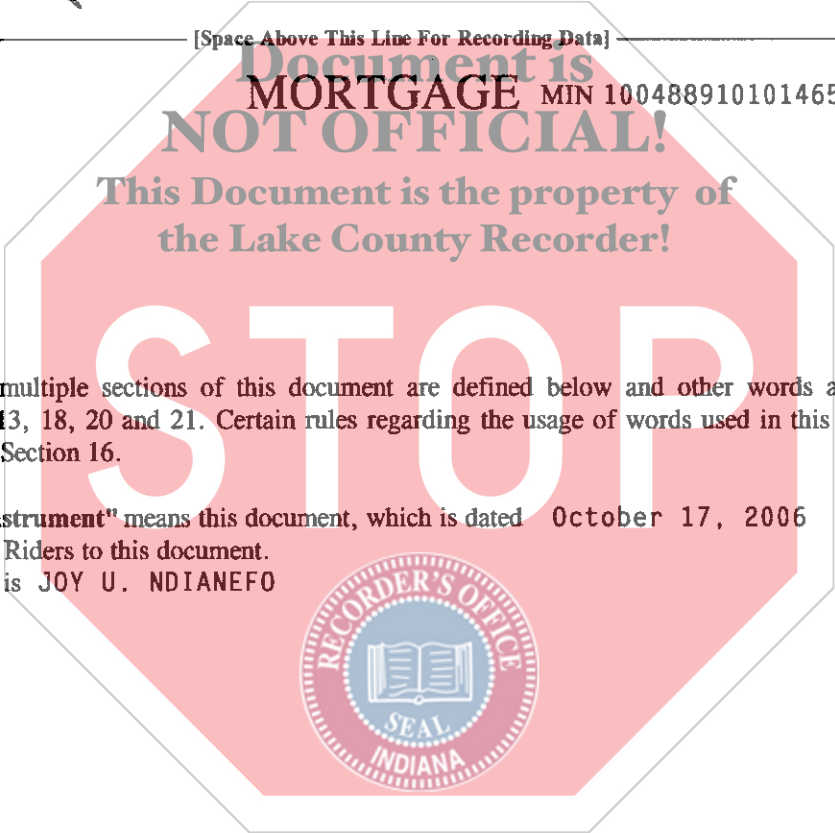 [Space Above This Line For Recording Data]
Document is
MORTGAGE MIN 100488910101465
NOT OFFICIAL!
This Document is the property of
the Lake County Recorder!
STOP
multiple sections of this document are defined below and other words a
13, 18, 20 and 21. Certain rules regarding the usage of words used in this
Section 16.
strument" means this document, which is dated October 17, 2006
Riders to this document.
is JOY U. NDIANEFO
RECORDER'S OFFICE
SEAL
INDIANA